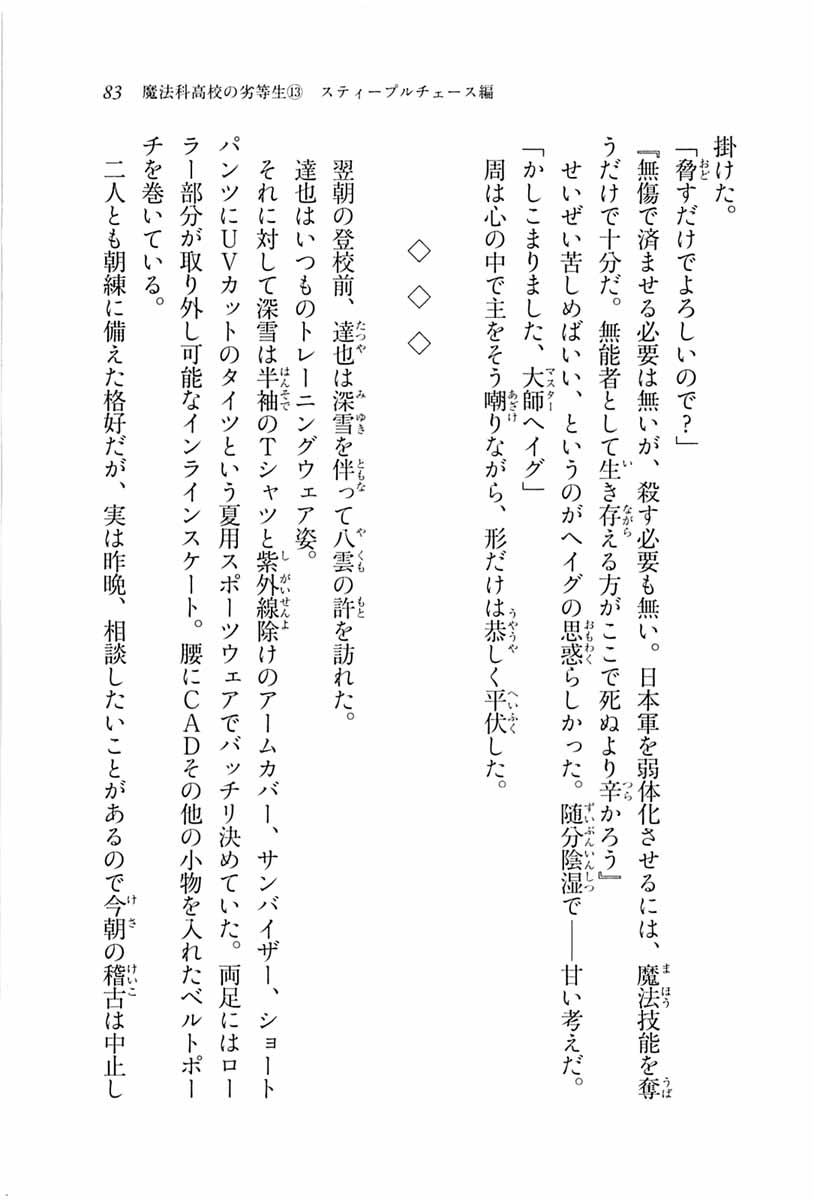 83 魔法科高校の劣等生⑬ スティープルチェース編
掛けた。
「脅すだけでよろしいので?」
『無傷で済ませる必要は無いが、殺す必要も無い。日本軍を弱体化させるには、魔法技能を奪
うだけで十分だ。無能者として生き存える方がここで死ぬより辛かろう』
せいぜい苦しめばいい、というのがヘイグの思惑らしかった。随分陰湿で――甘い考えだ。
「かしこまりました、大師ヘイグ」
周は心の中で主をそう嘲りながら、形だけは恭しく平伏した。
◇ ◇ ◇
翌朝の登校前、達也は深雪を伴って八雲の許を訪れた。
達也はいつものトレーニングウェア姿。
それに対して深雪は半袖のTシャツと紫外線除けのアームカバー、サンバイザー、ショート
パンツにUVカットのタイツという夏用スポーツウェアでバッチリ決めていた。両足にはロー
ラー部分が取り外し可能なインラインスケート。腰にCADその他の小物を入れたベルトポー
チを巻いている。
二人とも朝練に備えた格好だが、実は昨晩、相談したいことがあるので今朝の稽古は中止し